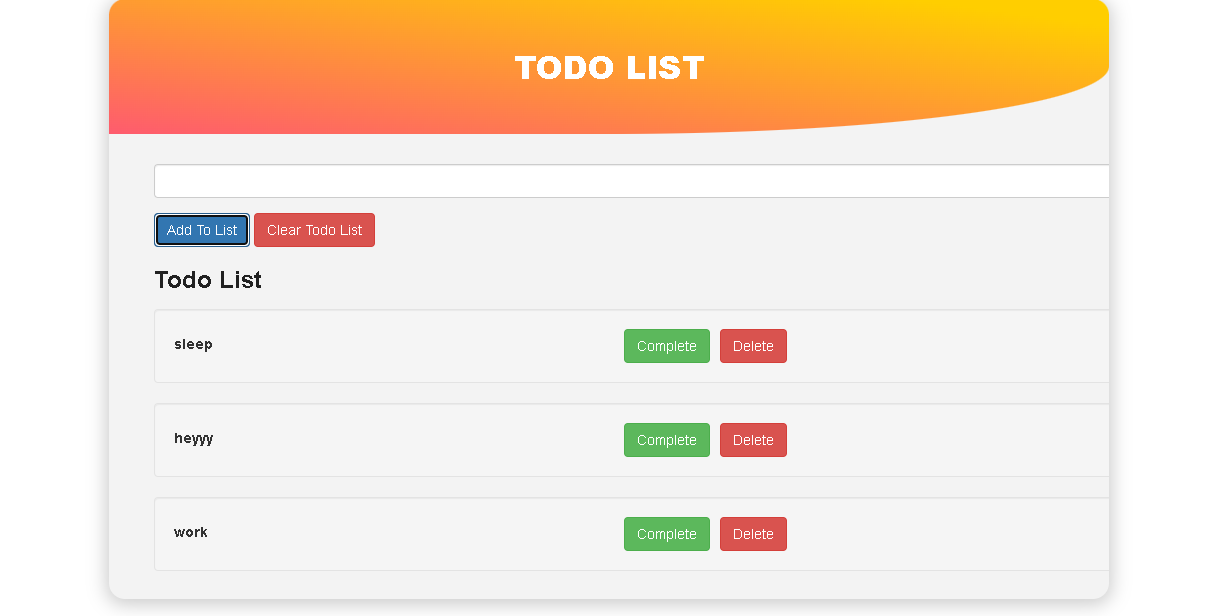 TODO LIST
Add To List Clear Todo List
Todo List
sleep Complete Delete
heyyy Complete Delete
work Complete Delete